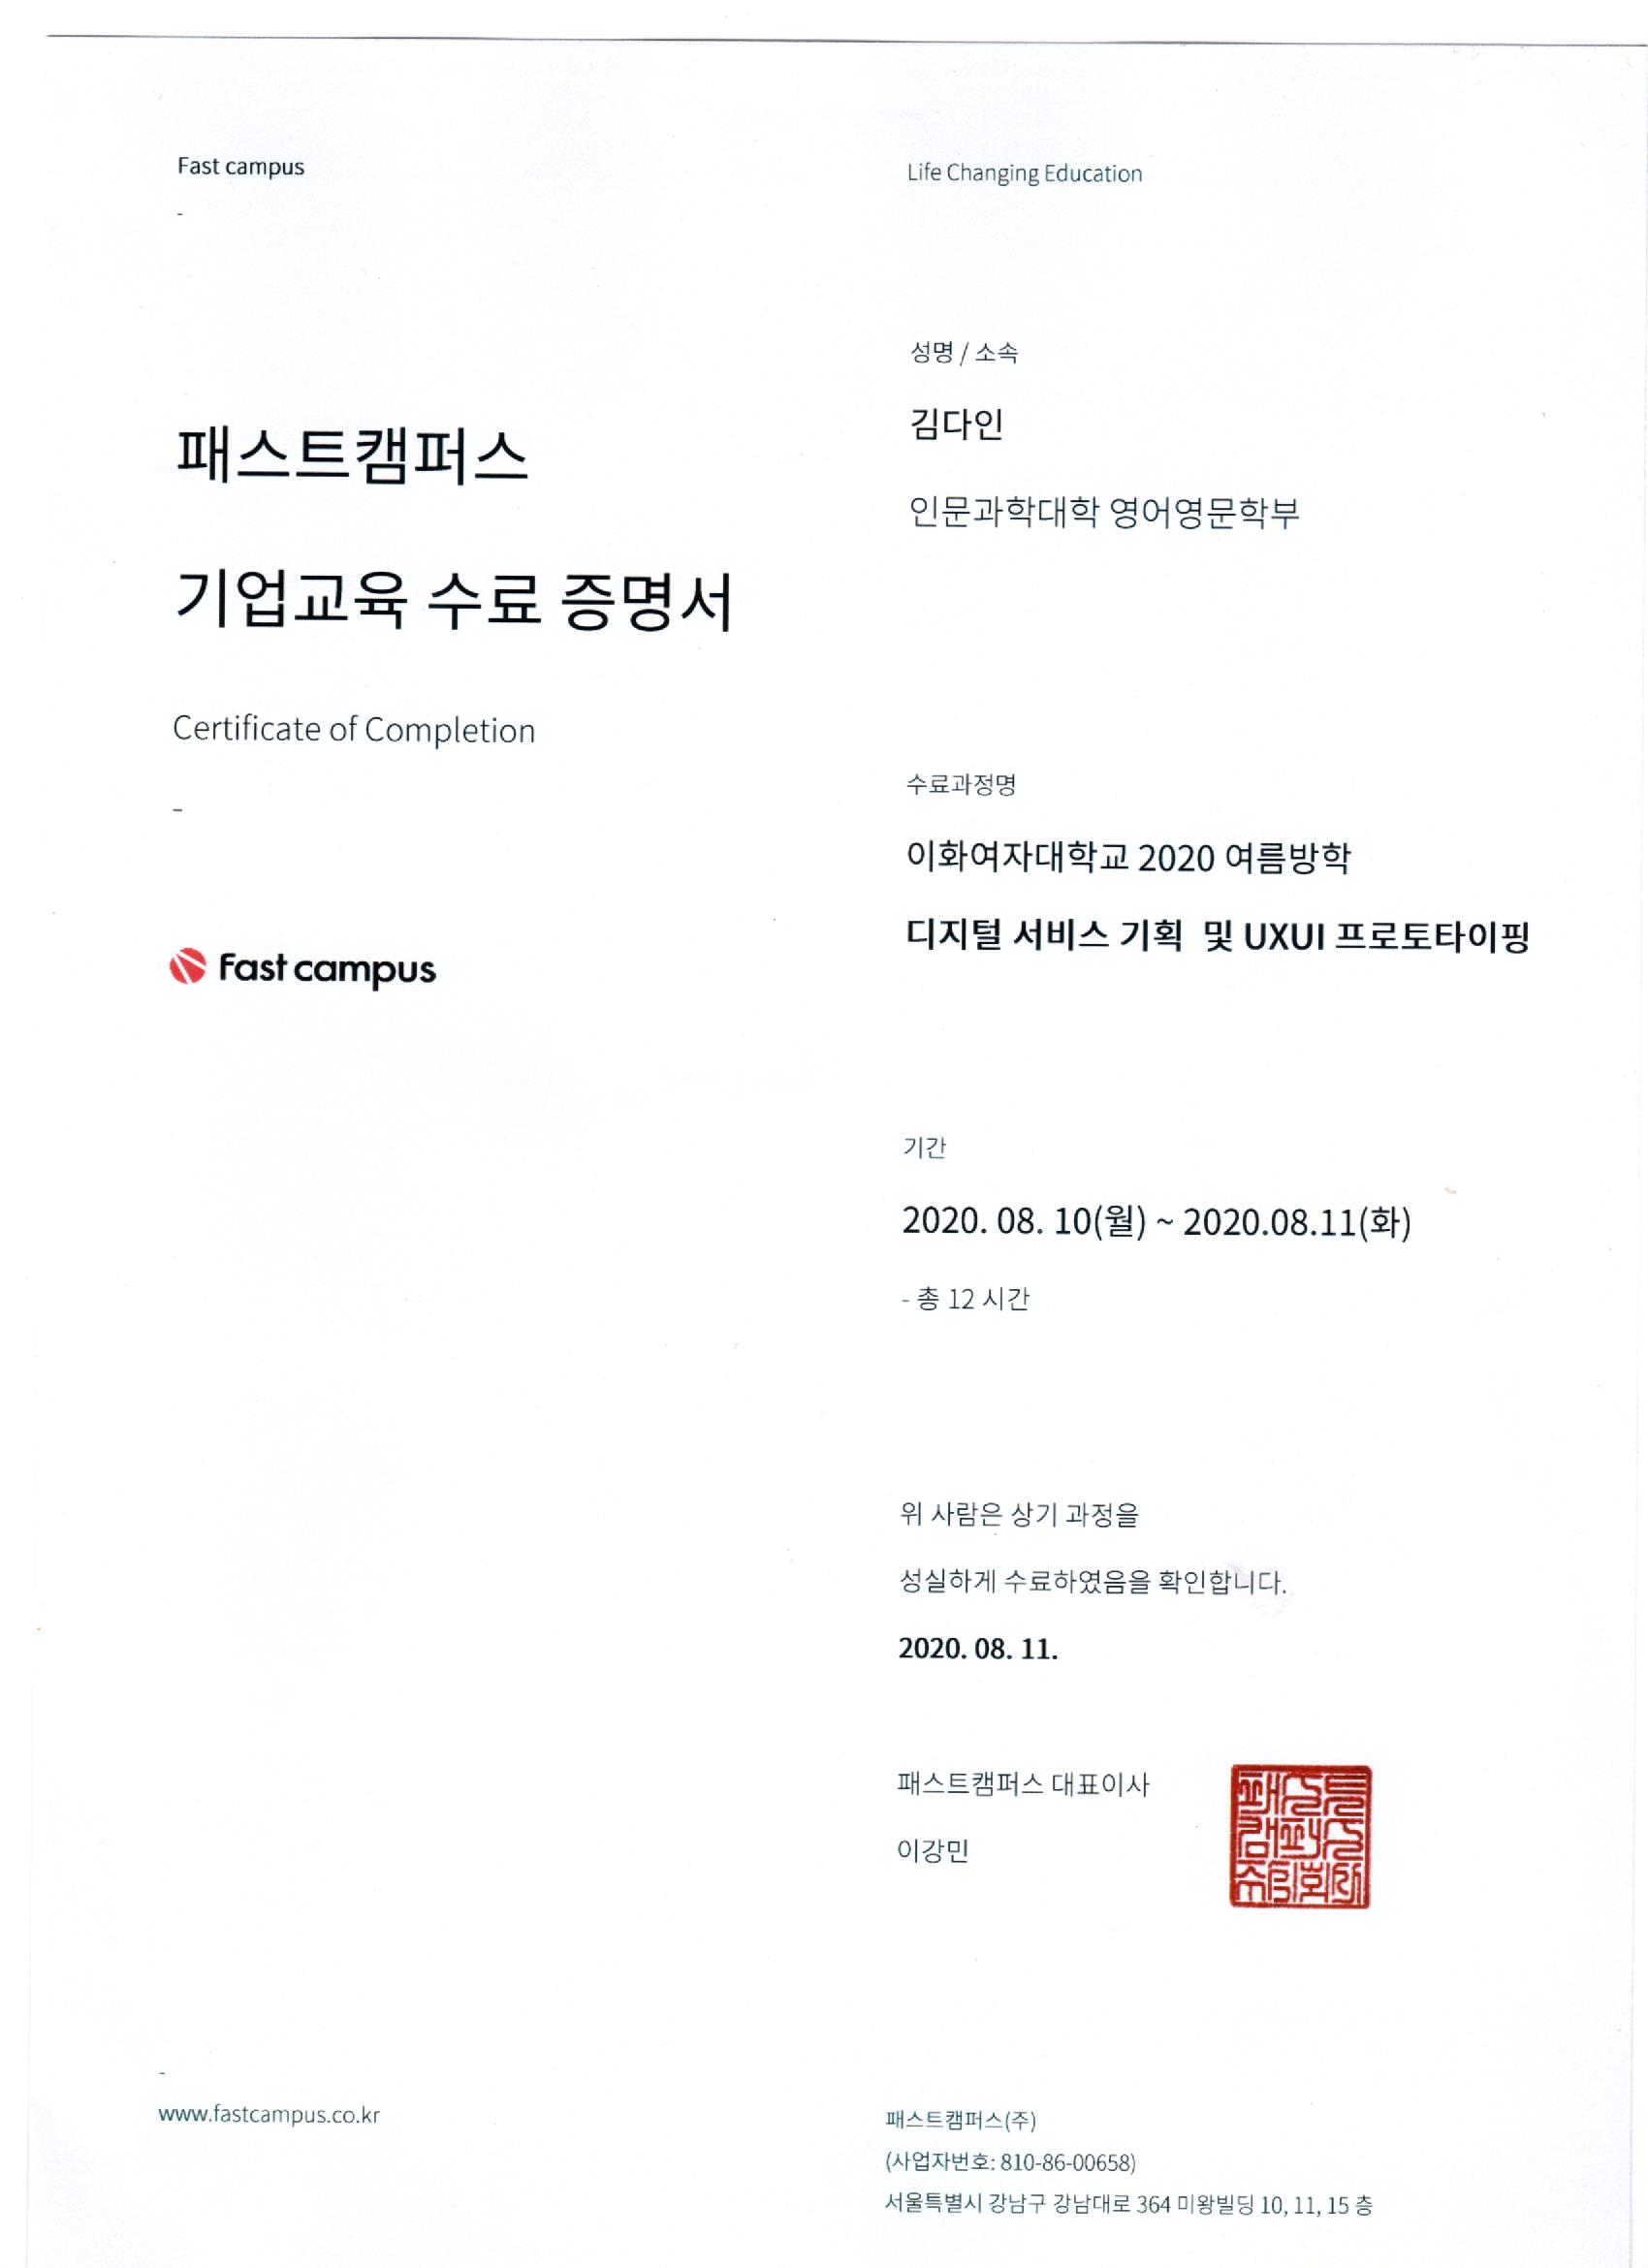 Fast campus
-
Life Changing Education
패스트캠퍼스
기업교육 수료 증명서
Certificate of Completion
-
Fast campus
성명 / 소속
김다인
인문과학대학 영어영문학부
수료과정명
이화여자대학교 2020 여름방학
디지털 서비스 기획 및 UXUI 프로토타이핑
기간
2020. 08. 10(월) ~ 2020.08.11(화)
- 총 12 시간
위 사람은 상기 과정을
성실하게 수료하였음을 확인합니다.
2020. 08. 11.
패스트캠퍼스 대표이사
이강민
-
www.fastcampus.co.kr
패스트캠퍼스(주)
(사업자번호: 810-86-00658)
서울특별시 강남구 강남대로 364 미왕빌딩 10, 11, 15 층